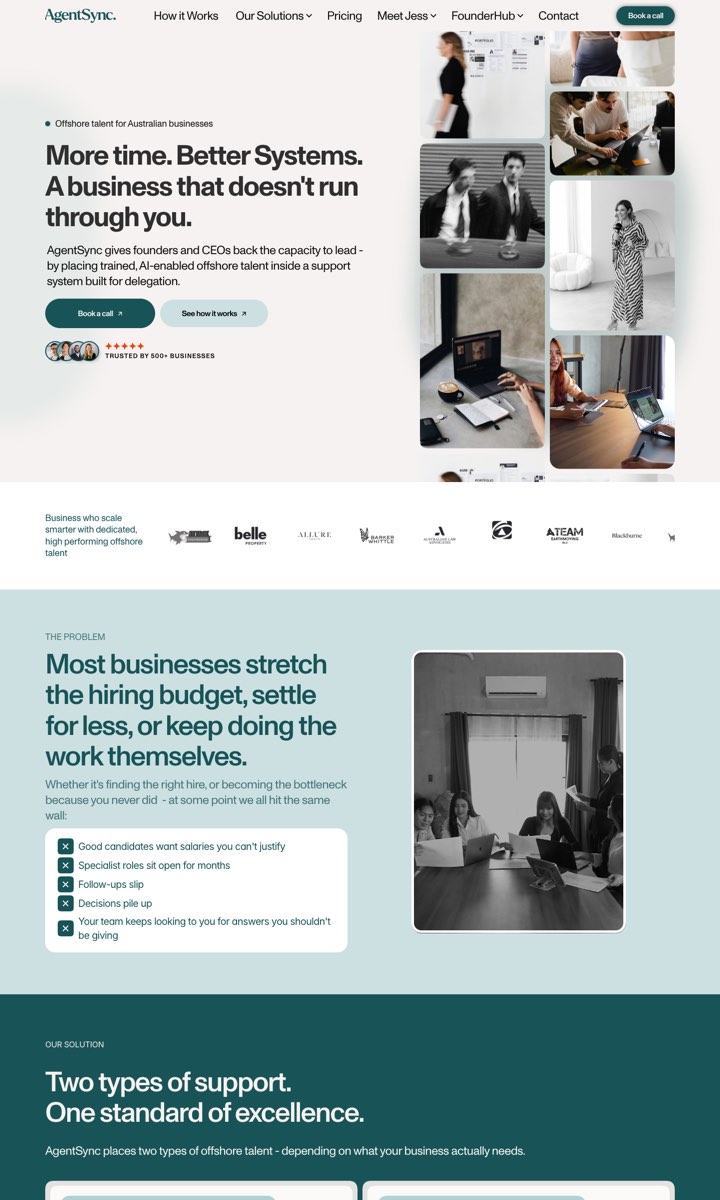 AgentSync.
How it Works
Our Solutions
Pricing
Meet Jess
FounderHub
Contact
Book a call
Offshore talent for Australian businesses
More time. Better Systems.
A business that doesn't run
through you.
AgentSync gives founders and CEOs back the capacity to lead -
by placing trained, AI-enabled offshore talent inside a support
system built for delegation.
Book a call
See how it works
TRUSTED BY 500+ BUSINESSES
Business who scale
smarter with dedicated,
high performing offshore
talent
belle
PROPERTY
ALLURE
BARKER
WHITTLE
AUSTRALIAN LAW
ADVOCATES
ATEAM
EARTHMOVING
Blackburne
THE PROBLEM
Most businesses stretch
the hiring budget, settle
for less, or keep doing the
work themselves.
Whether it's finding the right hire, or becoming the bottleneck
because you never did - at some point we all hit the same
wall:
Good candidates want salaries you can't justify
Specialist roles sit open for months
Follow-ups slip
Decisions pile up
Your team keeps looking to you for answers you shouldn't
be giving
OUR SOLUTION
Two types of support.
One standard of excellence.
AgentSync places two types of offshore talent - depending on what your business actually needs.